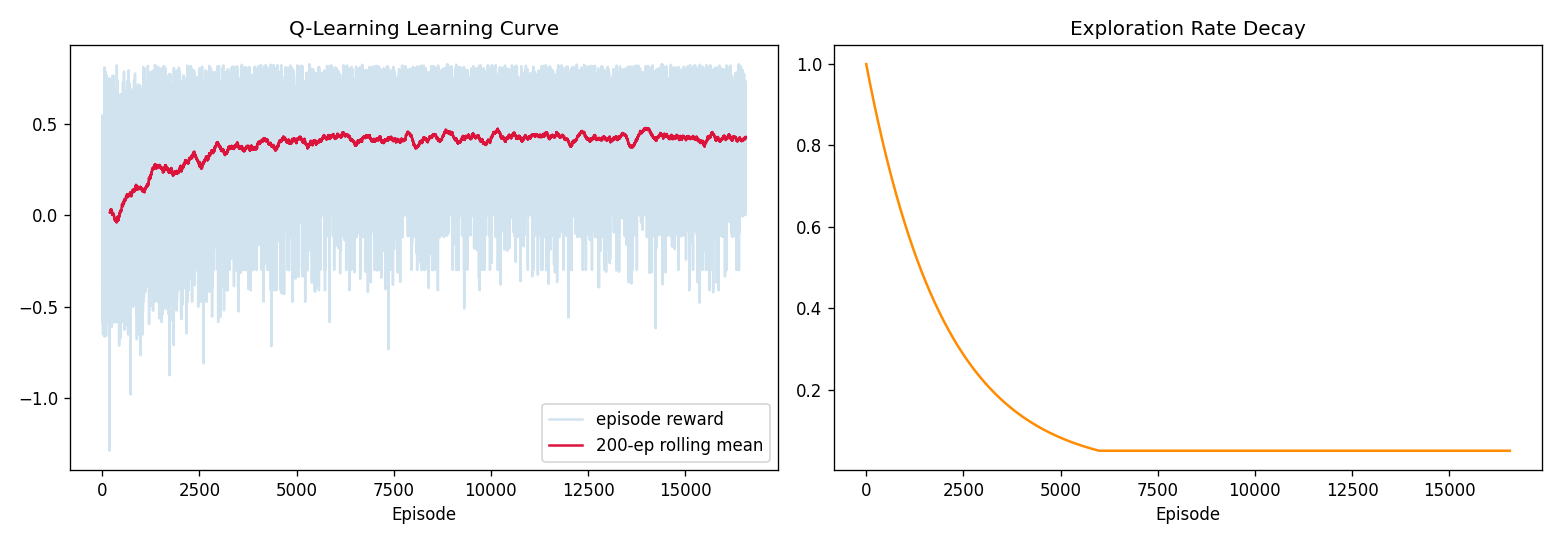 Q-Learning Learning Curve
0.5
0.0
−0.5
−1.0
episode reward
200-ep rolling mean
0 2500 5000 7500 10000 12500 15000
Episode
Exploration Rate Decay
1.0
0.8
0.6
0.4
0.2
0 2500 5000 7500 10000 12500 15000
Episode